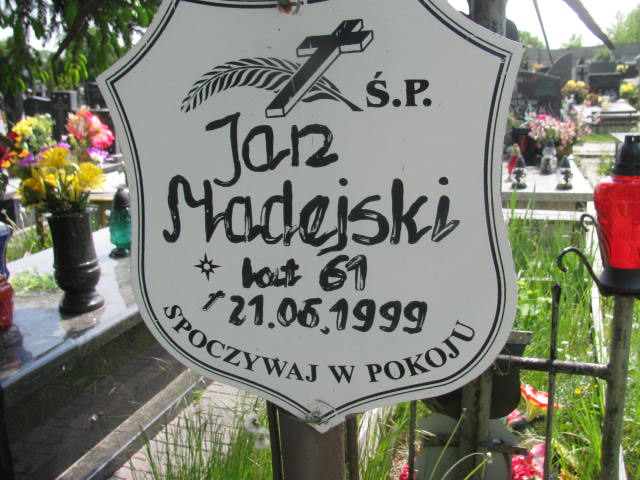 Ś.P.
Jan
Madejski
lat 61
† 21.06.1999
SPOCZYWAJ W POKOJU